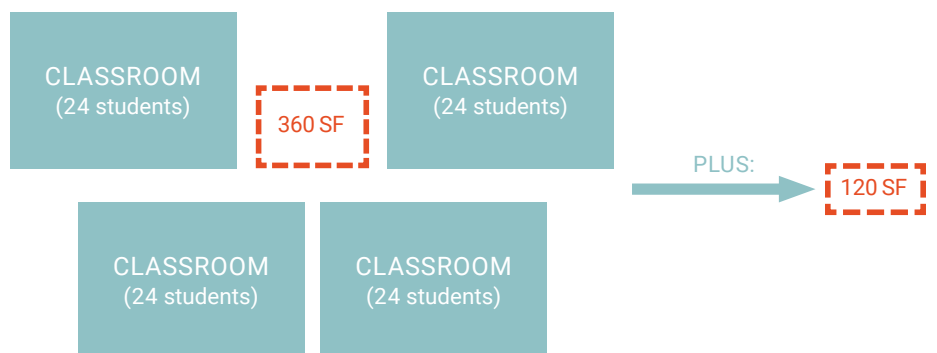 CLASSROOM
(24 students)
360 SF
CLASSROOM
(24 students)
PLUS:
120 SF
CLASSROOM
(24 students)
CLASSROOM
(24 students)